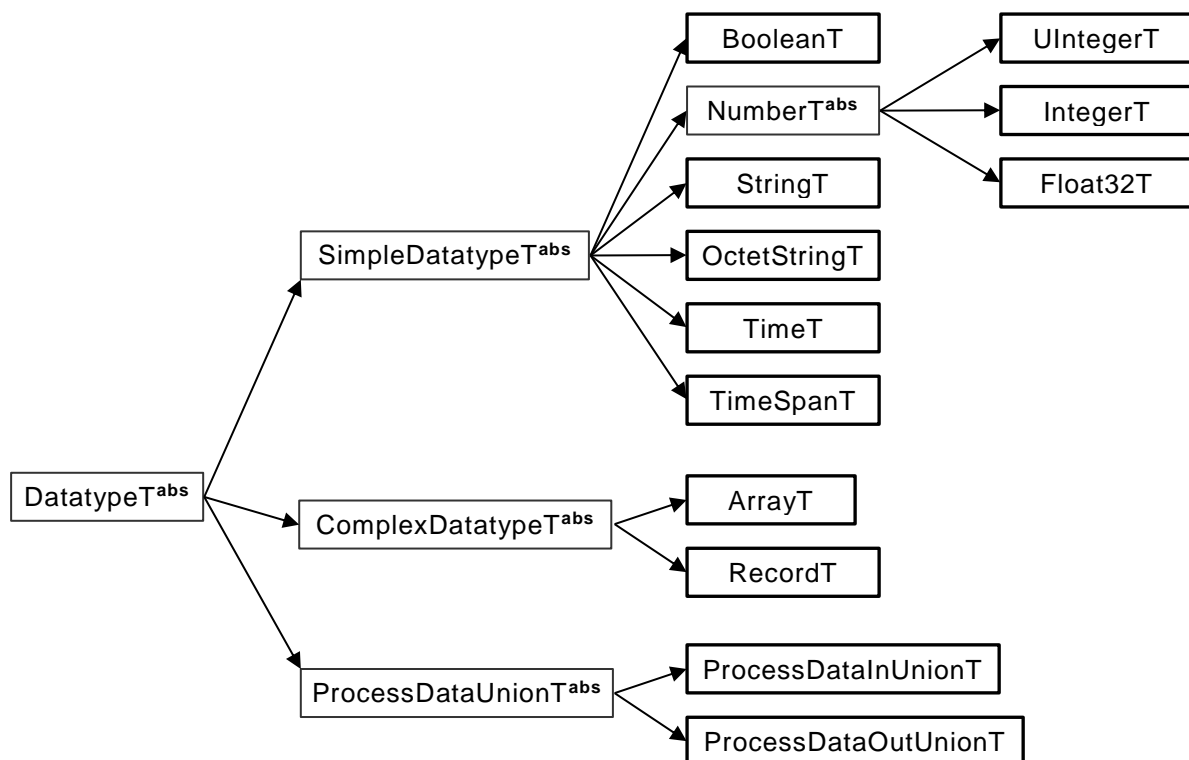 BooleanT
UIntegerT
NumberTabs
IntegerT
StringT
Float32T
SimpleDatatypeTabs
OctetStringT
TimeT
TimeSpanT
DatatypeTabs
ComplexDatatypeTabs
ArrayT
RecordT
ProcessDataUnionTabs
ProcessDataInUnionT
ProcessDataOutUnionT